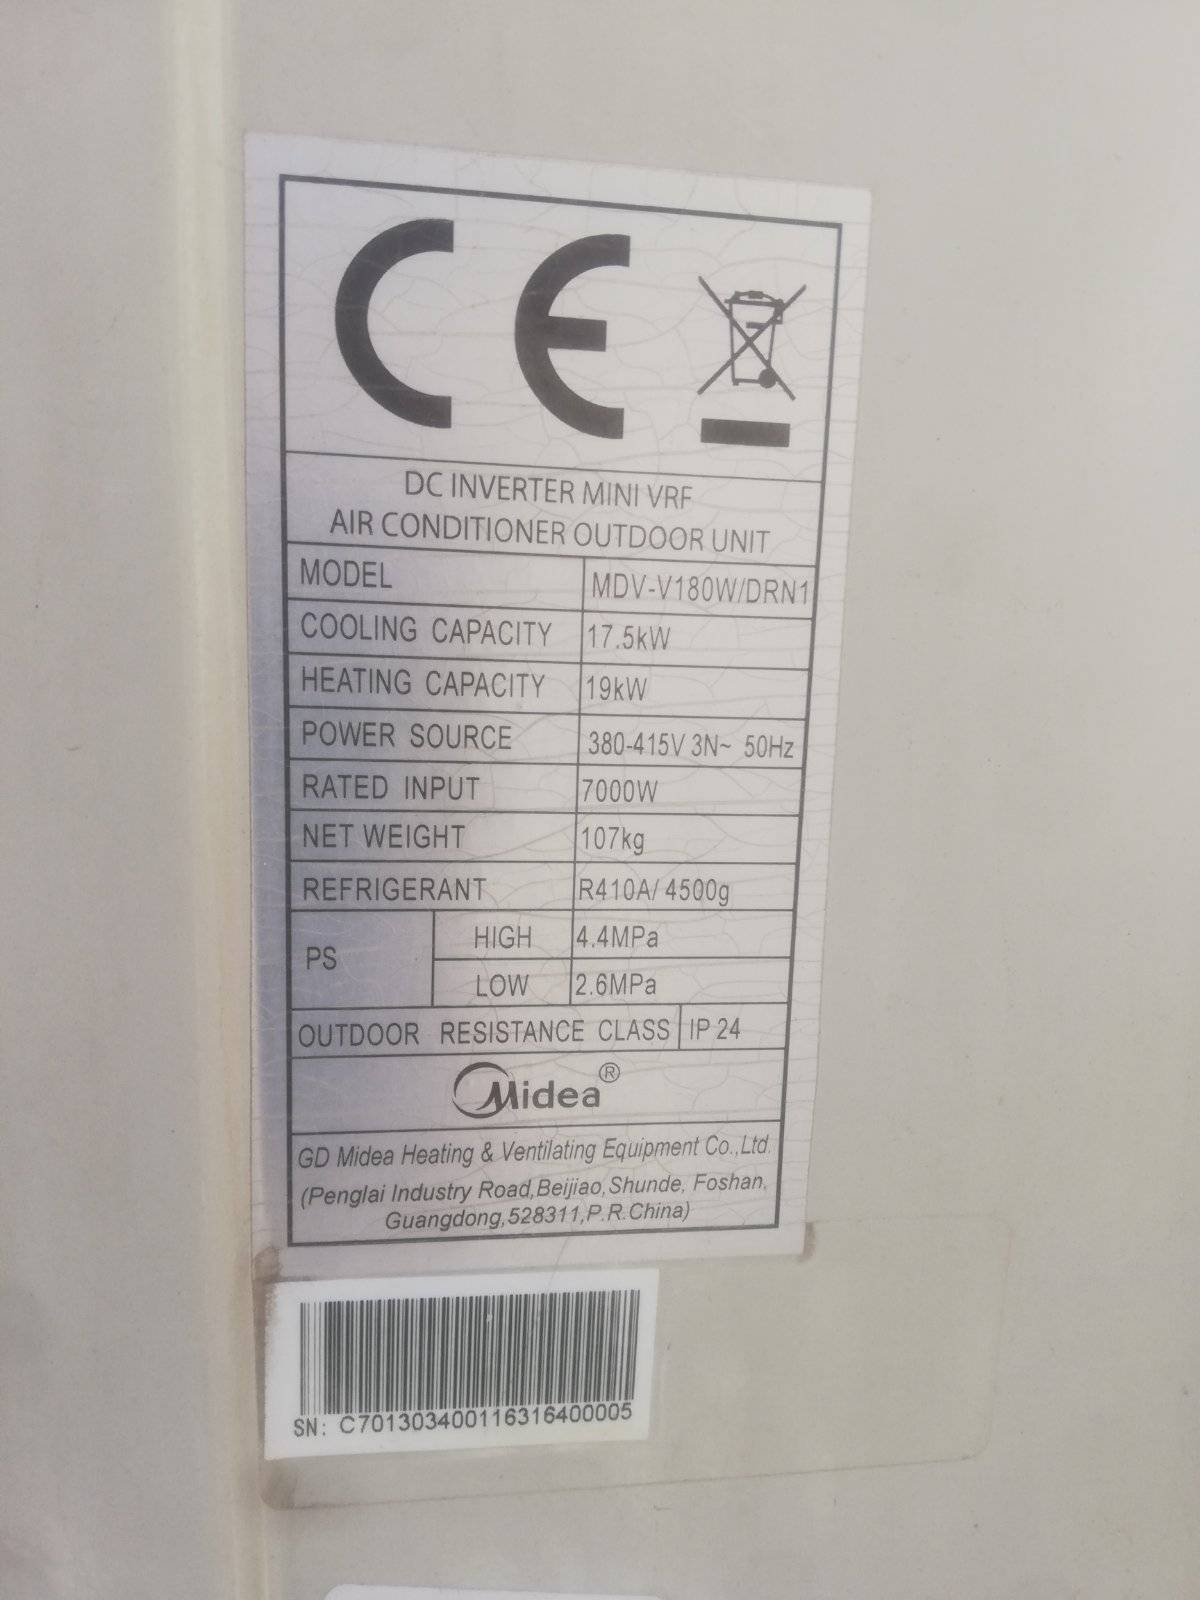 CE
DC INVERTER MINI VRF
AIR CONDITIONER OUTDOOR UNIT
MODEL MDV-V180W/DRN1
COOLING CAPACITY 17.5kW
HEATING CAPACITY 19kW
POWER SOURCE 380-415V 3N~ 50Hz
RATED INPUT 7000W
NET WEIGHT 107kg
REFRIGERANT R410A/ 4500g
PS HIGH 4.4MPa
LOW 2.6MPa
OUTDOOR RESISTANCE CLASS IP 24
Midea®
GD Midea Heating & Ventilating Equipment Co.,Ltd.
(Penglai Industry Road,Beijiao,Shunde, Foshan,
Guangdong,528311,P.R.China)
SN: C701303400116316400005